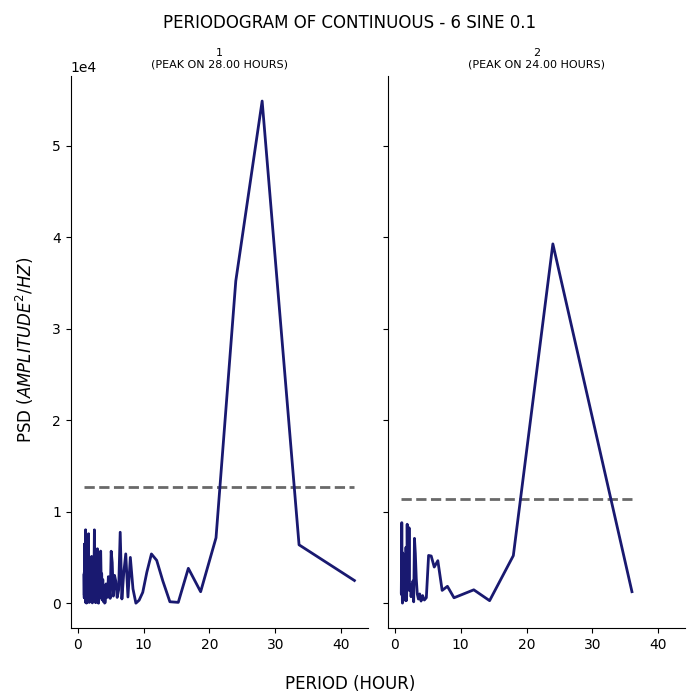 PERIODOGRAM OF CONTINUOUS - 6 SINE 0.1
1
(PEAK ON 28.00 HOURS)
2
(PEAK ON 24.00 HOURS)
1e4
5
4
3
2
1
0
PSD (AMPLITUDE²/HZ)
0 10 20 30 40
0 10 20 30 40
PERIOD (HOUR)